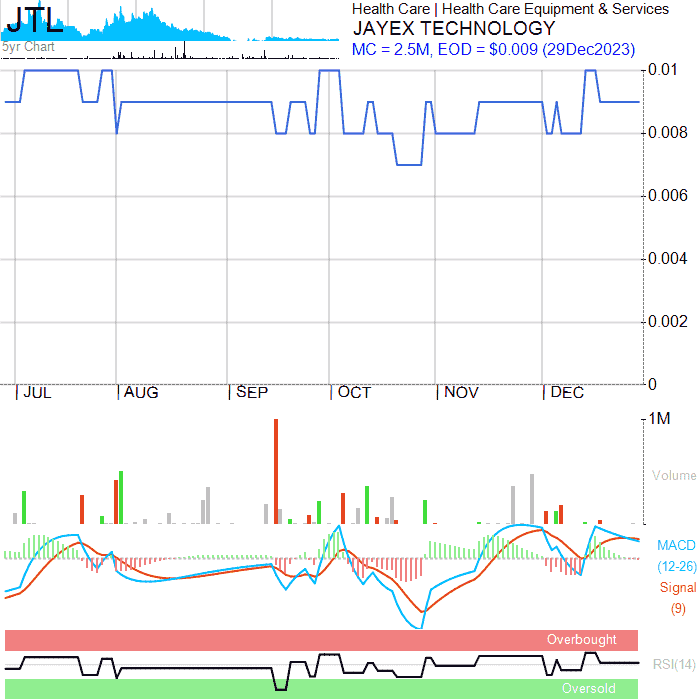 JTL
5yr Chart
Health Care | Health Care Equipment & Services
JAYEX TECHNOLOGY
MC = 2.5M, EOD = $0.009 (29Dec2023)
0.01
0.008
0.006
0.004
0.002
0
JUL AUG SEP OCT NOV DEC
1M
Volume
MACD
(12-26)
Signal
(9)
Overbought
RSI(14)
Oversold